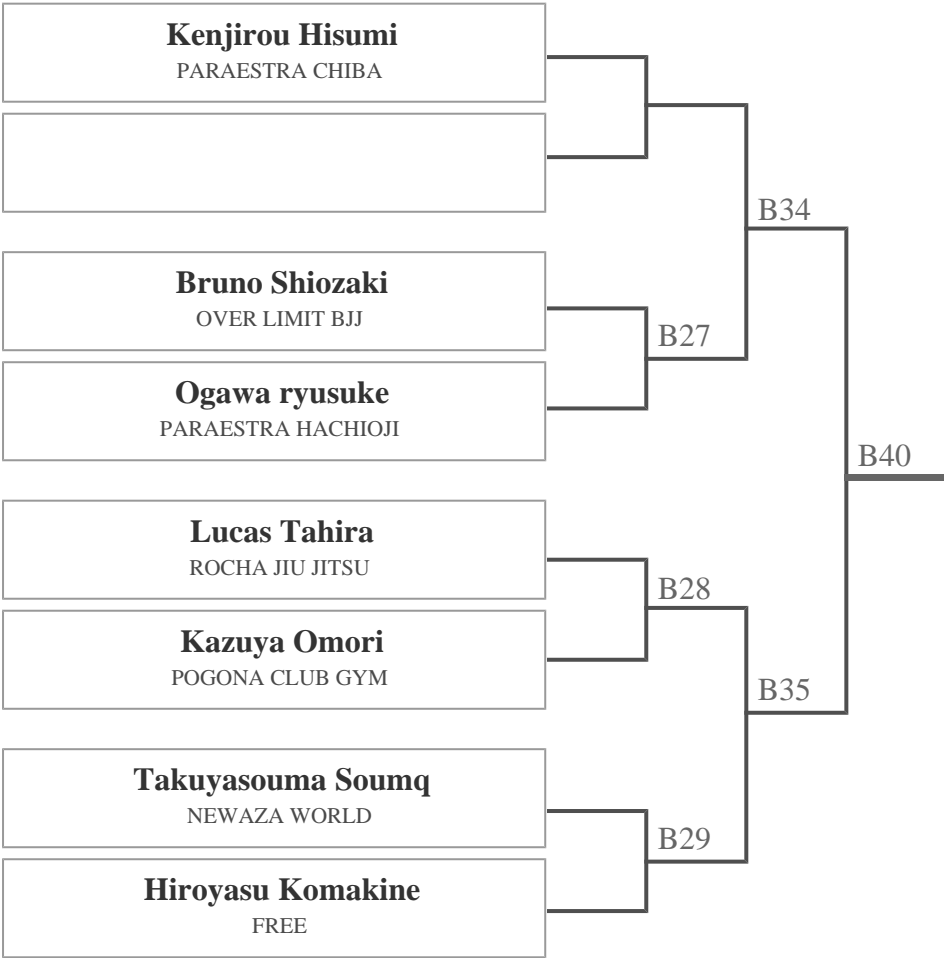 Kenjirou Hisumi
PARAESTRA CHIBA
B34
Bruno Shiozaki
OVER LIMIT BJJ
B27
Ogawa ryusuke
PARAESTRA HACHIOJI
B40
Lucas Tahira
ROCHA JIU JITSU
B28
Kazuya Omori
POGONA CLUB GYM
B35
Takuyasouma Soumq
NEWAZA WORLD
B29
Hiroyasu Komakine
FREE